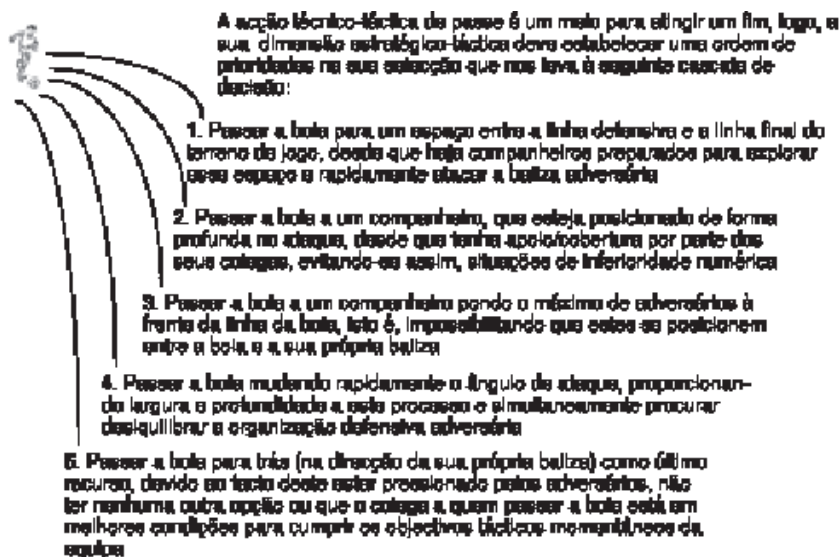 A acção técnico-táctica de passe é um meio para atingir um fim, logo, a
sua dimensão estratégico-táctica deve estabelecer uma ordem de
prioridades na sua selecção que nos leva à seguinte cascata de
decisão:
1. Passar a bola para um espaço entre a linha defensiva e a linha final do
terreno de jogo, desde que haja companheiros preparados para explorar
esse espaço e rapidamente atacar a baliza adversária
2. Passar a bola a um companheiro, que esteja posicionado de forma
profunda no ataque, desde que tenha apoio/cobertura por parte dos
seus colegas, evitando-se assim, situações de inferioridade numérica
3. Passar a bola a um companheiro pondo o máximo de adversários à
frente da linha da bola, isto é, impossibilitando que estes se posicionem
entre a bola e a sua própria baliza
4. Passar a bola mudando rapidamente o ângulo de ataque, proporcionan-
do largura e profundidade a este processo e simultaneamente procurar
desiquilibrar a organização defensiva adversária
5. Passar a bola para trás (na direcção da sua própria baliza) como último
recurso, devido ao facto deste estar pressionado pelos adversários, não
ter nenhuma outra opção ou que o colega a quem passar a bola está em
melhores condições para cumprir os objectivos tácticos momentâneos da
equipa